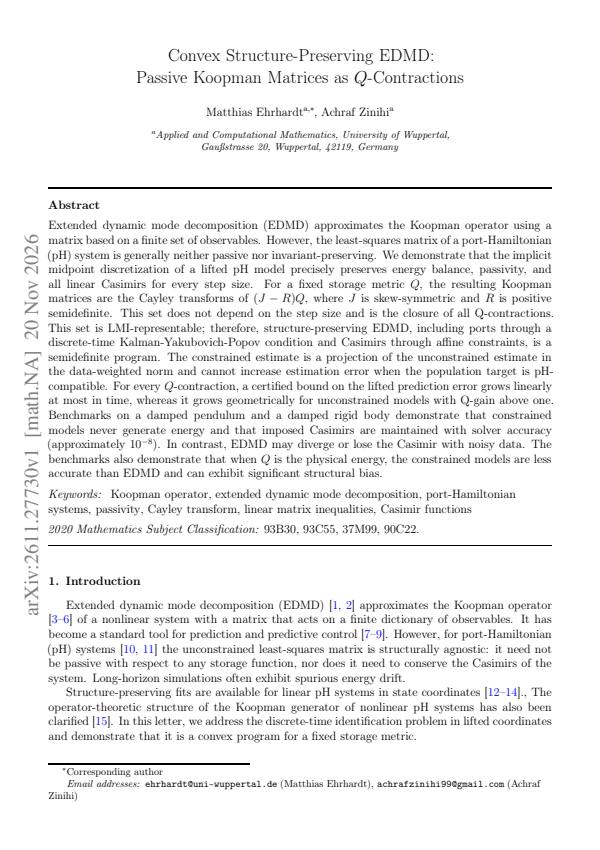 Convex Structure-Preserving EDMD:
Passive Koopman Matrices as Q-Contractions
Matthias Ehrhardtᵃ,*, Achraf Zinihiᵃ
ᵃApplied and Computational Mathematics, University of Wuppertal,
Gaußstrasse 20, Wuppertal, 42119, Germany
Abstract
Extended dynamic mode decomposition (EDMD) approximates the Koopman operator using a
matrix based on a finite set of observables. However, the least-squares matrix of a port-Hamiltonian
(pH) system is generally neither passive nor invariant-preserving. We demonstrate that the implicit
midpoint discretization of a lifted pH model precisely preserves energy balance, passivity, and
all linear Casimirs for every step size. For a fixed storage metric Q, the resulting Koopman
matrices are the Cayley transforms of (J − R)Q, where J is skew-symmetric and R is positive
semidefinite. This set does not depend on the step size and is the closure of all Q-contractions.
This set is LMI-representable; therefore, structure-preserving EDMD, including ports through a
discrete-time Kalman-Yakubovich-Popov condition and Casimirs through affine constraints, is a
semidefinite program. The constrained estimate is a projection of the unconstrained estimate in
the data-weighted norm and cannot increase estimation error when the population target is pH-
compatible. For every Q-contraction, a certified bound on the lifted prediction error grows linearly
at most in time, whereas it grows geometrically for unconstrained models with Q-gain above one.
Benchmarks on a damped pendulum and a damped rigid body demonstrate that constrained
models never generate energy and that imposed Casimirs are maintained with solver accuracy
(approximately 10⁻⁸). In contrast, EDMD may diverge or lose the Casimir with noisy data. The
benchmarks also demonstrate that when Q is the physical energy, the constrained models are less
accurate than EDMD and can exhibit significant structural bias.
Keywords: Koopman operator, extended dynamic mode decomposition, port-Hamiltonian
systems, passivity, Cayley transform, linear matrix inequalities, Casimir functions
2020 Mathematics Subject Classification: 93B30, 93C55, 37M99, 90C22.
1. Introduction
Extended dynamic mode decomposition (EDMD) [1, 2] approximates the Koopman operator
[3–6] of a nonlinear system with a matrix that acts on a finite dictionary of observables. It has
become a standard tool for prediction and predictive control [7–9]. However, for port-Hamiltonian
(pH) systems [10, 11] the unconstrained least-squares matrix is structurally agnostic: it need not
be passive with respect to any storage function, nor does it need to conserve the Casimirs of the
system. Long-horizon simulations often exhibit spurious energy drift.
Structure-preserving fits are available for linear pH systems in state coordinates [12–14]., The
operator-theoretic structure of the Koopman generator of nonlinear pH systems has also been
clarified [15]. In this letter, we address the discrete-time identification problem in lifted coordinates
and demonstrate that it is a convex program for a fixed storage metric.
*Corresponding author
Email addresses: ehrhardt@uni-wuppertal.de (Matthias Ehrhardt), achrafzinihi99@gmail.com (Achraf
Zinihi)
arXiv:2611.27730v1 [math.NA] 20 Nov 2026